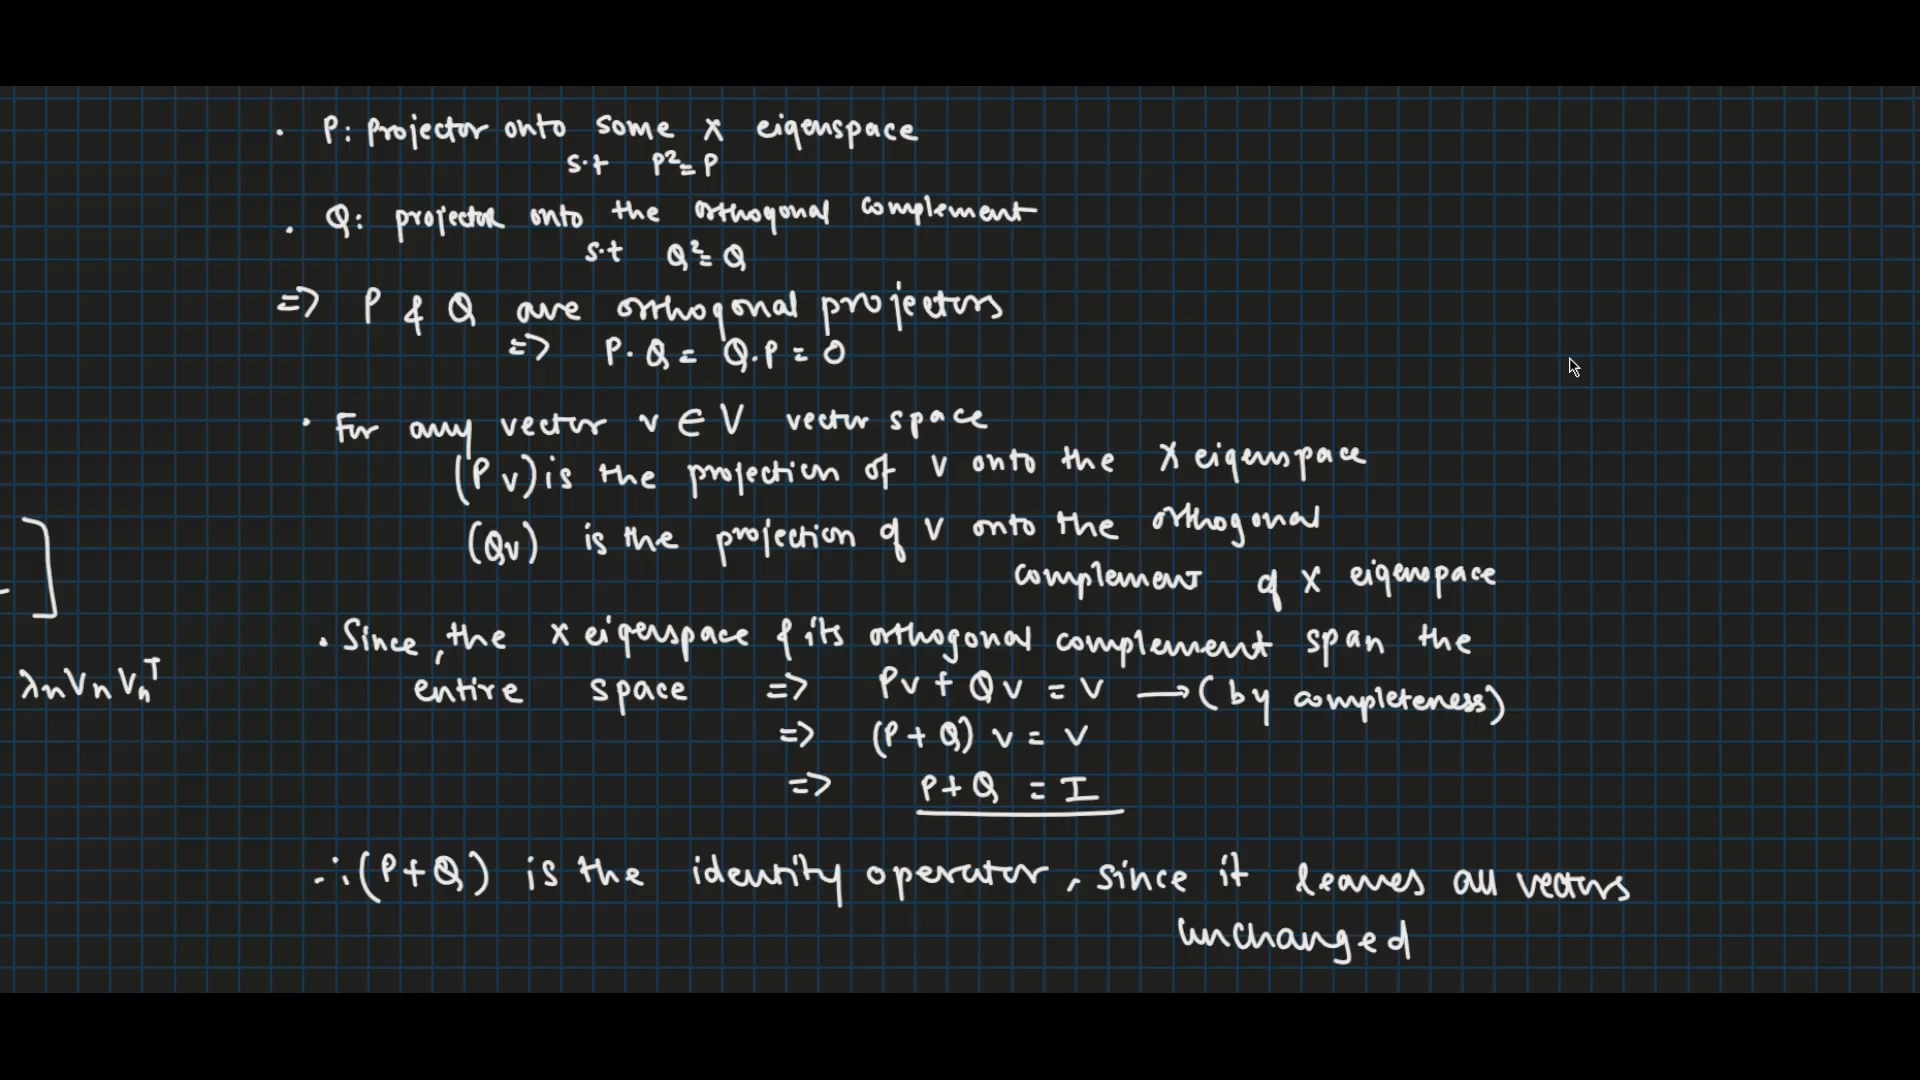 . P: projector onto some x eigenspace
s.t P²=P
. Q: projector onto the orthogonal complement
s.t Q²=Q
=> P & Q are orthogonal projectors
=> P.Q = Q.P = 0
. For any vector v ∈ V vector space
(Pv) is the projection of v onto the X eigenspace
(Qv) is the projection of v onto the orthogonal
complement of X eigenspace
]
. Since, the x eigenspace & its orthogonal complement span the
entire space => Pv + Qv = v → (by completeness)
λnVnVnᵀ
=> (P + Q) v = v
=> P+Q = I
∴ (P+Q) is the identity operator, since it leaves all vectors
unchanged